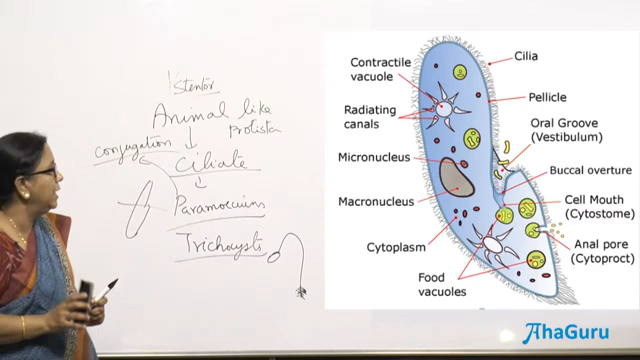 Stentor
Animal like
Protista
Conjugation
Ciliate
Paramoecium
Trichocysts
Contractile
vacuole
Radiating
canals
Micronucleus
Macronucleus
Cytoplasm
Food
vacuoles
Cilia
Pellicle
Oral Groove
(Vestibulum)
Buccal overture
Cell Mouth
(Cytostome)
Anal pore
(Cytoproct)
AhaGuru